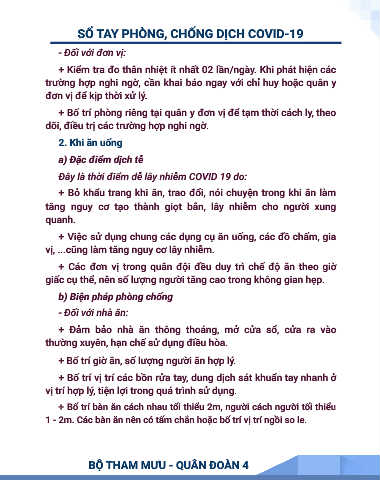 SỔ TAY PHÒNG, CHỐNG DỊCH COVID-19
- Đối với đơn vị:
+ Kiểm tra đo thân nhiệt ít nhất 02 lần/ngày. Khi phát hiện các
trường hợp nghi ngờ, cần khai báo ngay với chỉ huy hoặc quân y
đơn vị để kịp thời xử lý.
+ Bố trí phòng riêng tại quân y đơn vị để tạm thời cách ly, theo
dõi, điều trị các trường hợp nghi ngờ.
2. Khi ăn uống
a) Đặc điểm dịch tễ
Đây là thời điểm dễ lây nhiễm COVID 19 do:
+ Bỏ khẩu trang khi ăn, trao đổi, nói chuyện trong khi ăn làm
tăng nguy cơ tạo thành giọt bắn, lây nhiễm cho người xung
quanh.
+ Việc sử dụng chung các dụng cụ ăn uống, các đồ chấm, gia
vị, ...cũng làm tăng nguy cơ lây nhiễm.
+ Các đơn vị trong quân đội đều duy trì chế độ ăn theo giờ
giấc cụ thể, nên số lượng người tăng cao trong không gian hẹp.
b) Biện pháp phòng chống
- Đối với nhà ăn:
+ Đảm bảo nhà ăn thông thoáng, mở cửa sổ, cửa ra vào
thường xuyên, hạn chế sử dụng điều hòa.
+ Bố trí giờ ăn, số lượng người ăn hợp lý.
+ Bố trí vị trí các bồn rửa tay, dung dịch sát khuẩn tay nhanh ở
vị trí hợp lý, tiện lợi trong quá trình sử dụng.
+ Bố trí bàn ăn cách nhau tối thiểu 2m, người cách người tối thiểu
1 - 2m. Các bàn ăn nên có tấm chắn hoặc bố trí vị trí ngồi so le.
BỘ THAM MƯU - QUÂN ĐOÀN 4